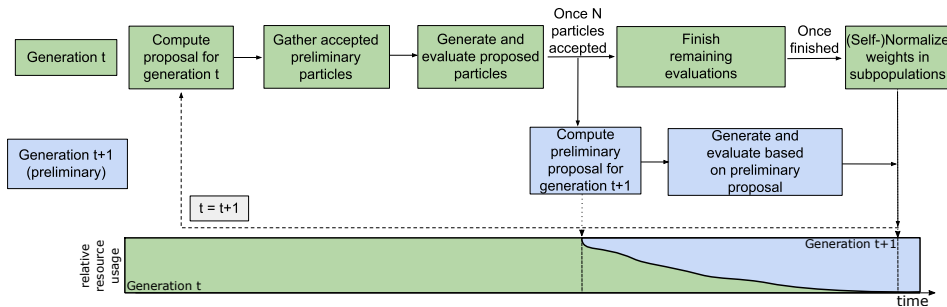 Generation t
Compute
proposal for
generation t
Gather accepted
preliminary
particles
Generate and
evaluate proposed
particles
Once N
particles
accepted
Finish
remaining
evaluations
Once
finished
(Self-)Normalize
weights in
subpopulations
Generation t+1
(preliminary)
Compute
preliminary
proposal for
generation t+1
Generate and
evaluate based
on preliminary
proposal
t = t+1
relative
resource
usage
Generation t
Generation t+1
time